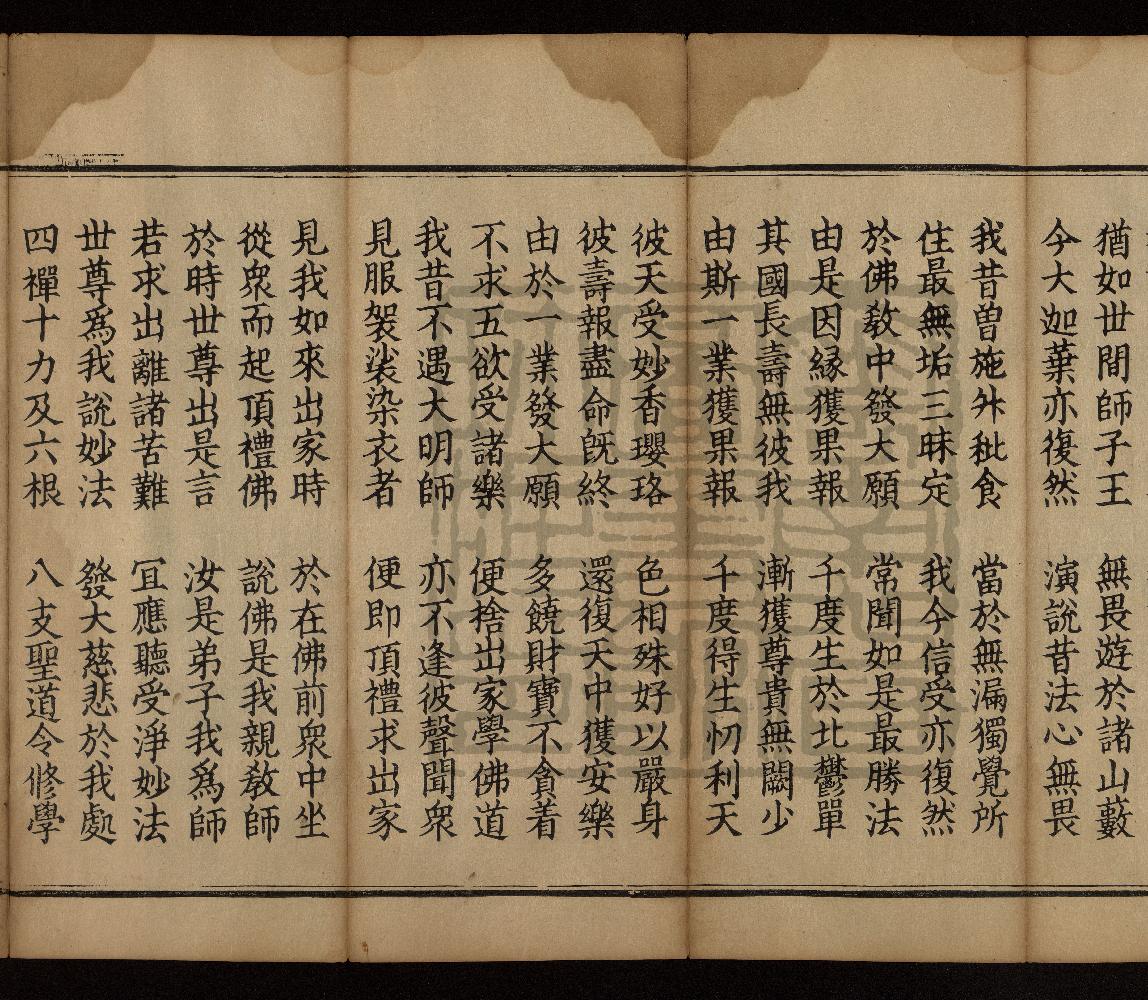 猶如世間師子王　無畏遊於諸山藪
今大迦葉亦復然　演說昔法心無畏
我昔曽施外秕食　當於無漏獨覺所
住最無垢三昧定　我今信受亦復然
於佛教中發大願　常聞如是最勝法
由是因縁獲果報　千度生於北鬱單
其國長壽無彼我　漸獲尊貴無闕少
由斯一業獲果報　千度得生忉利天
彼天受妙香瓔珞　色相殊好以嚴身
彼壽報盡命旣終　還復天中獲安樂
由於一業發大願　多饒財寶不貪着
不求五欲受諸樂　便捨出家學佛道
我昔不遇大明師　亦不逢彼聲聞衆
見服袈裟染衣者　便即頂禮求出家
見我如來出家時　於在佛前衆中坐
從衆而起頂禮佛　說佛是我親教師
於時世尊出是言　汝是弟子我爲師
若求出離諸苦難　冝應聽受淨妙法
世尊爲我說妙法　發大慈悲於我處
四禪十力及六根　八支聖道令修學